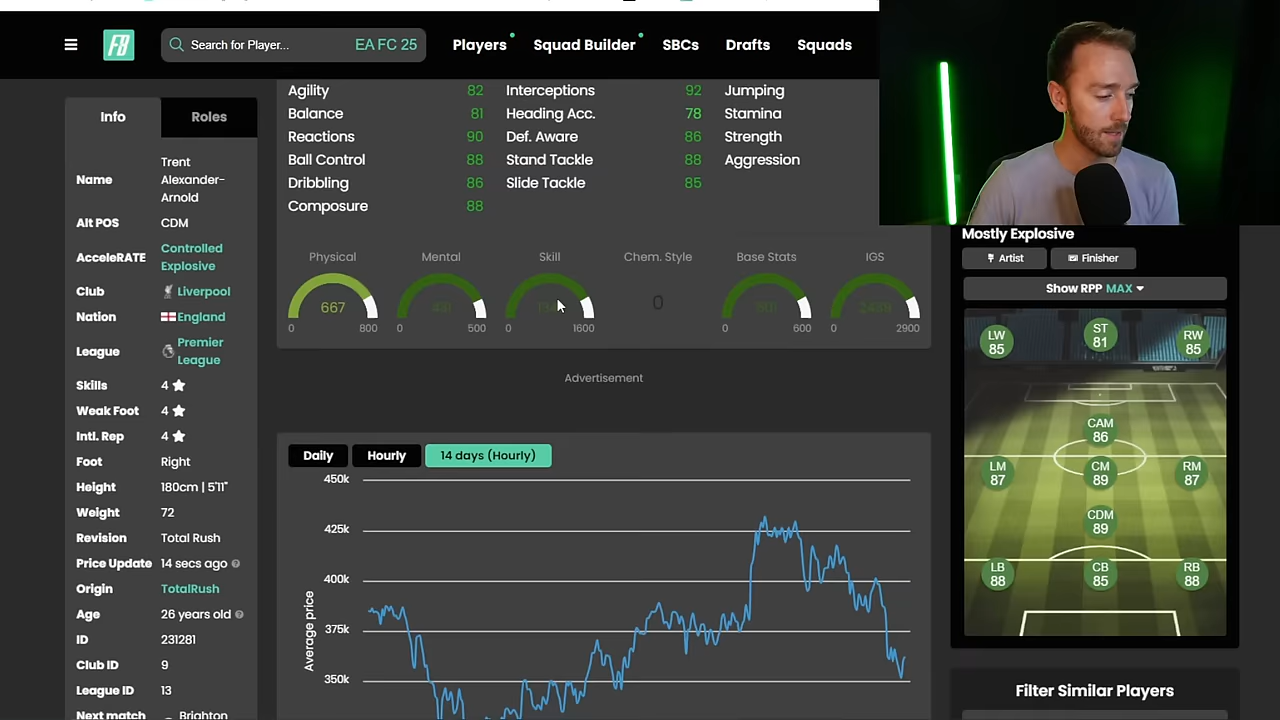 FB
Search for Player...
EA FC 25
Players
Squad Builder
SBCs
Drafts
Squads
Info
Roles
Name
Trent
Alexander-
Arnold
Alt POS
CDM
AcceleRATE
Controlled
Explosive
Club
Liverpool
Nation
England
League
Premier
League
Skills
4
Weak Foot
4
Intl. Rep
4
Foot
Right
Height
180cm | 5'11"
Weight
72
Revision
Total Rush
Price Update
14 secs ago
Origin
TotalRush
Age
26 years old
ID
231281
Club ID
9
League ID
13
Next match
Brighton
Agility 82
Balance 81
Reactions 90
Ball Control 88
Dribbling 86
Composure 88
Interceptions 92
Heading Acc. 78
Def. Aware 86
Stand Tackle 88
Slide Tackle 85
Jumping
Stamina
Strength
Aggression
Physical
667
0 800
Mental
0 500
Skill
0 1600
Chem. Style
0
Base Stats
0 600
IGS
0 2900
Advertisement
Daily
Hourly
14 days (Hourly)
450k
425k
400k
375k
350k
Average price
Mostly Explosive
Artist
Finisher
Show RPP MAX
LW
85
ST
81
RW
85
CAM
86
LM
87
CM
89
RM
87
CDM
89
LB
88
CB
85
RB
88
Filter Similar Players